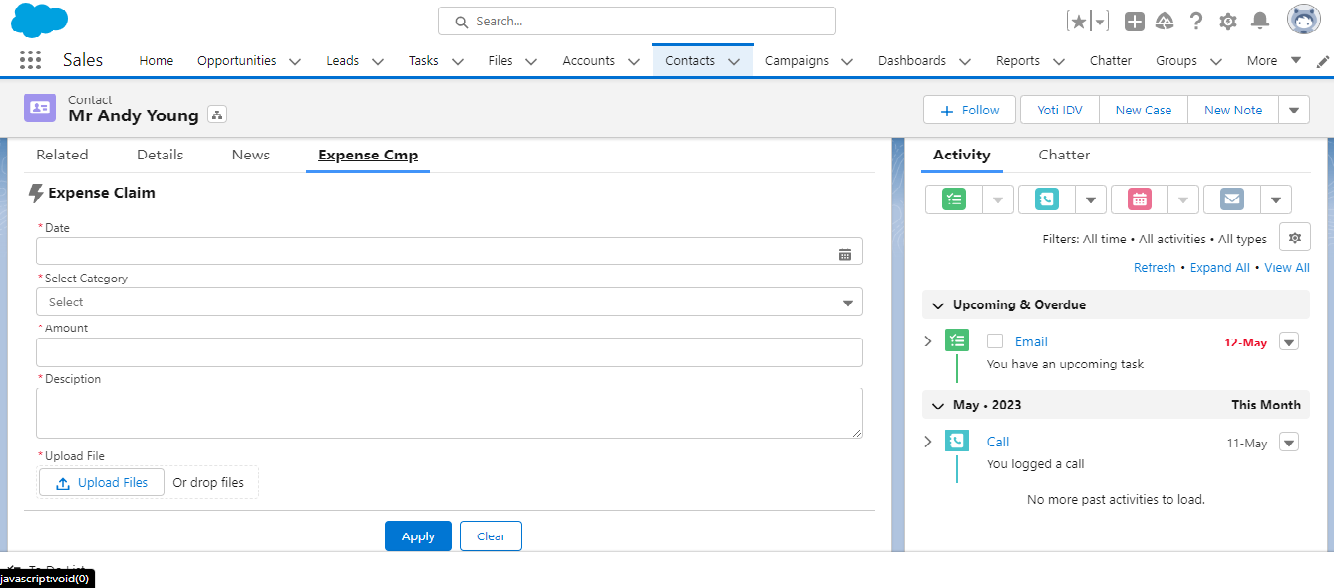 Search...
Sales Home Opportunities Leads Tasks Files Accounts Contacts Campaigns Dashboards Reports Chatter Groups More
Contact
Mr Andy Young
Follow Yoti IDV New Case New Note
Related Details News Expense Cmp
Expense Claim
* Date
* Select Category
Select
* Amount
* Desciption
* Upload File
Upload Files Or drop files
Apply Clear
Activity Chatter
Filters: All time • All activities • All types
Refresh • Expand All • View All
Upcoming & Overdue
Email 12-May
You have an upcoming task
May • 2023 This Month
Call 11-May
You logged a call
No more past activities to load.
To Do List
javascript:void(0)